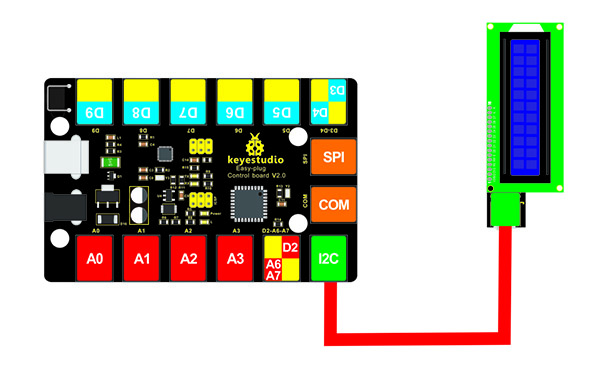 D9
D8
D7
D6
D5
D3
D4
D9
D8
D7
D6
D5
D3-D4
keyestudio
Easy-plug
Control board V2.0
SPI
SPI
COM
COM
ICSP
Power
A0
A1
A2
A3
D2-A6-A7
A0
A1
A2
A3
D2
A6
A7
I2C